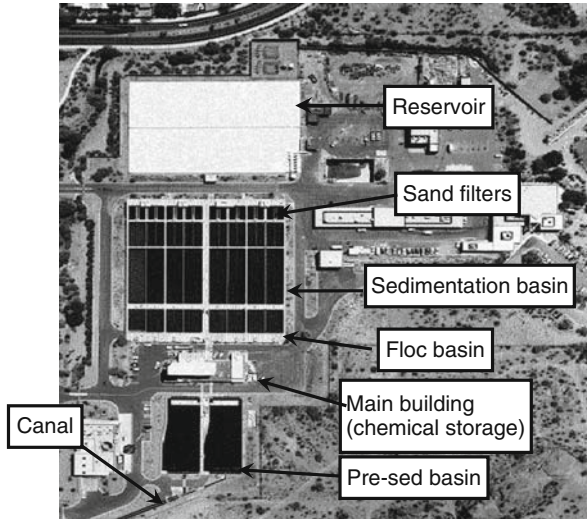 Reservoir
Sand filters
Sedimentation basin
Floc basin
Main building
(chemical storage)
Canal
Pre-sed basin